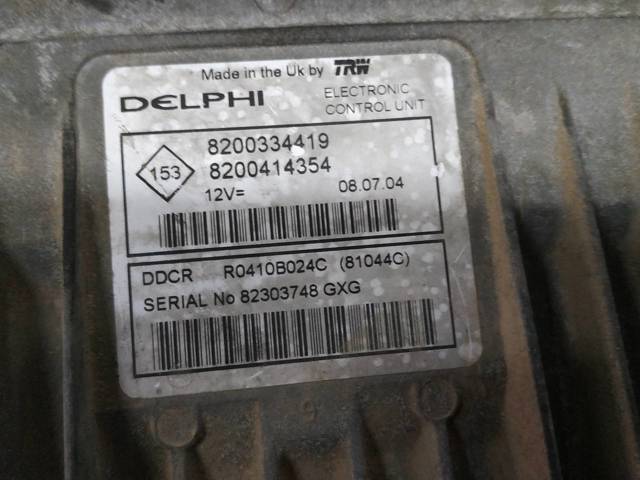 Made in the Uk by TRW
DELPHI ELECTRONIC
CONTROL UNIT
8200334419
153 8200414354
12V= 08.07.04
DDCR R0410B024C (81044C)
SERIAL No 82303748 GXG
9